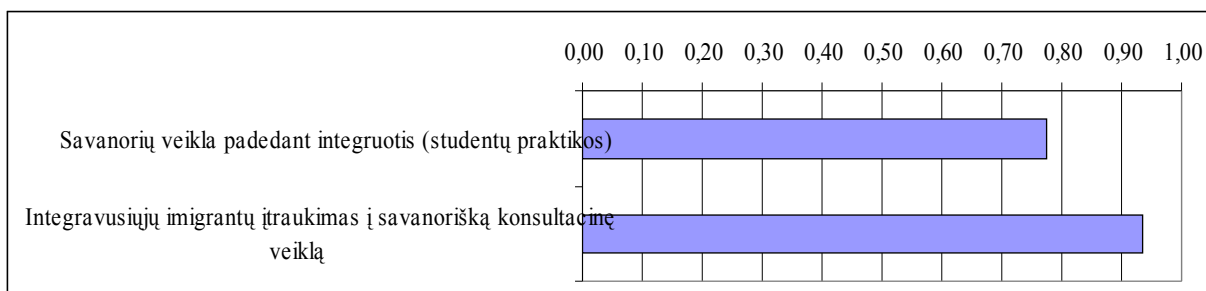 0,00 0,10 0,20 0,30 0,40 0,50 0,60 0,70 0,80 0,90 1,00
Savanorių veikla padedant integruotis (studentų praktikos)
Integravusiųjų imigrantų įtraukimas į savanorišką konsultacinę
veiklą